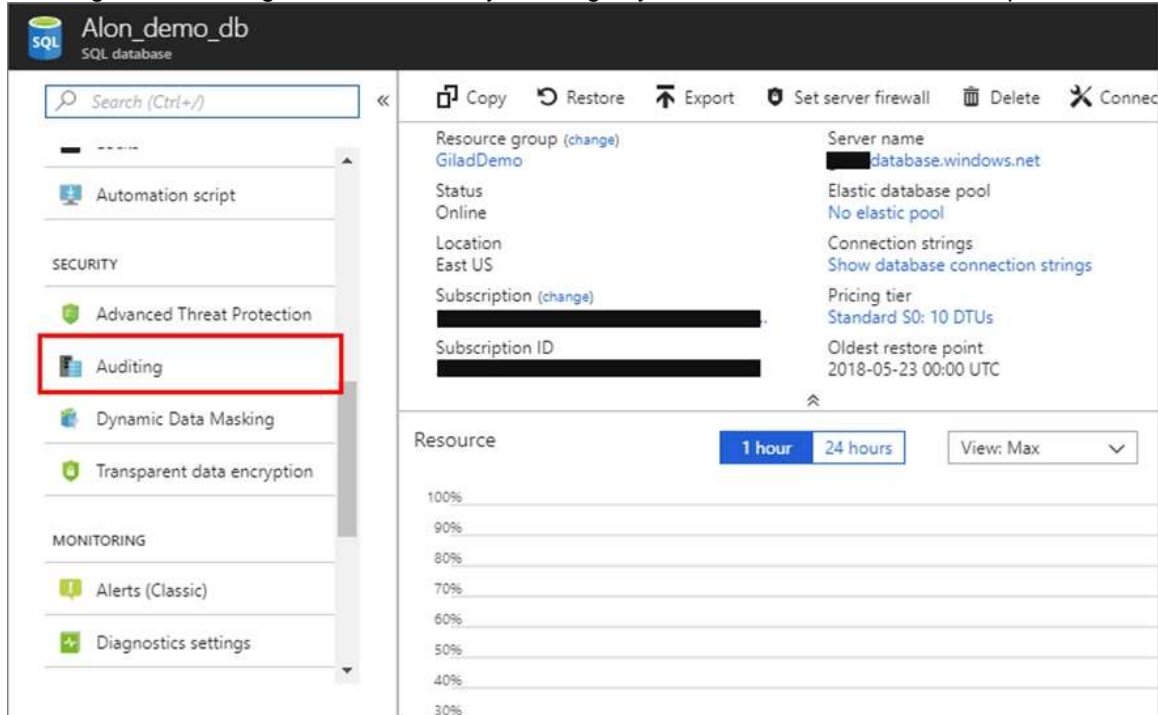 Alon_demo_db
SQL
SQL database
Search (Ctrl+/)
«
Automation script
SECURITY
Advanced Threat Protection
Auditing
Dynamic Data Masking
Transparent data encryption
MONITORING
Alerts (Classic)
Diagnostics settings
Copy Restore Export Set server firewall Delete Connec
Resource group (change)
GiladDemo
Status
Online
Location
East US
Subscription (change)
Subscription ID
Server name
database.windows.net
Elastic database pool
No elastic pool
Connection strings
Show database connection strings
Pricing tier
Standard S0: 10 DTUs
Oldest restore point
2018-05-23 00:00 UTC
Resource
1 hour 24 hours View: Max
100%
90%
80%
70%
60%
50%
40%
30%